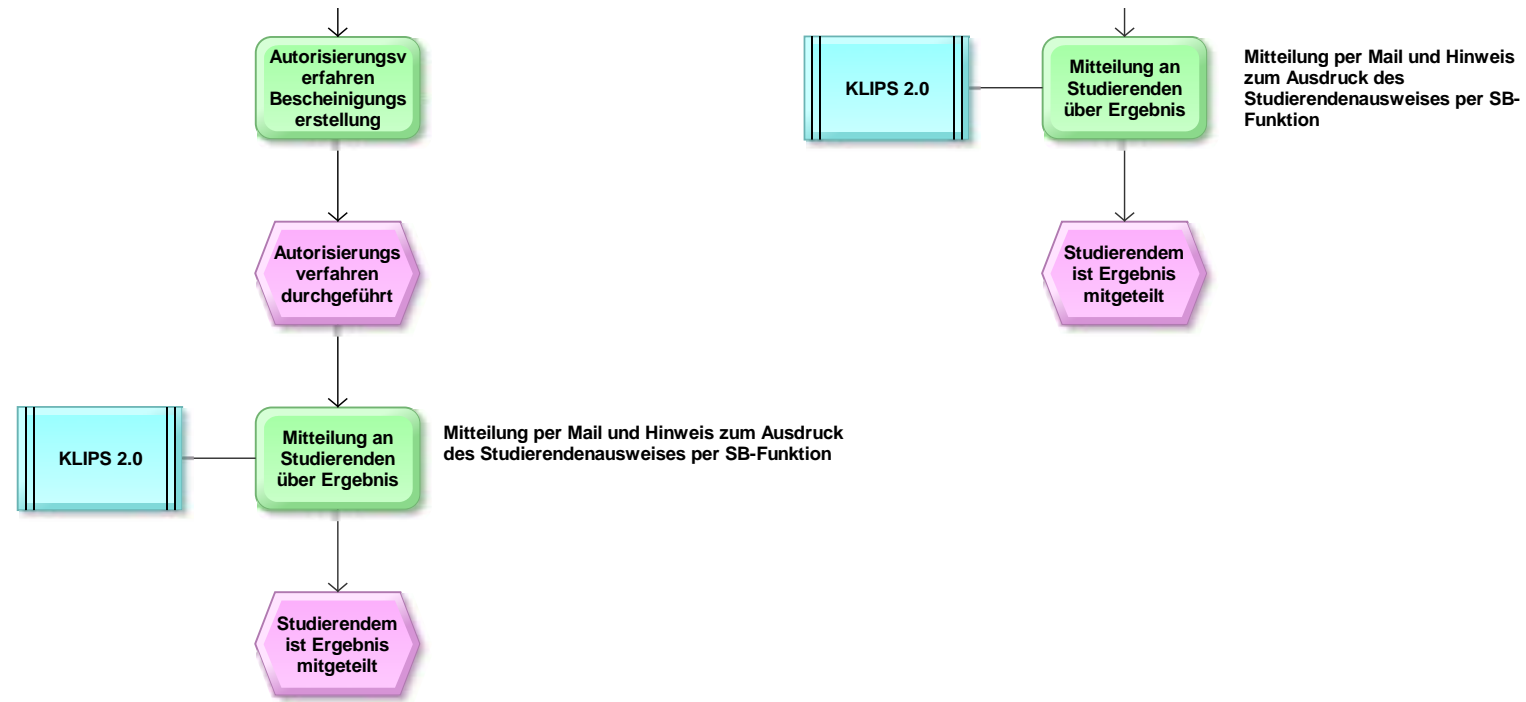 Autorisierungsv
erfahren
Bescheinigungs
erstellung
Autorisierungs
verfahren
durchgeführt
KLIPS 2.0
Mitteilung an
Studierenden
über Ergebnis
Mitteilung per Mail und Hinweis zum Ausdruck
des Studierendenausweises per SB-Funktion
Studierendem
ist Ergebnis
mitgeteilt
KLIPS 2.0
Mitteilung an
Studierenden
über Ergebnis
Mitteilung per Mail und Hinweis
zum Ausdruck des
Studierendenausweises per SB-
Funktion
Studierendem
ist Ergebnis
mitgeteilt